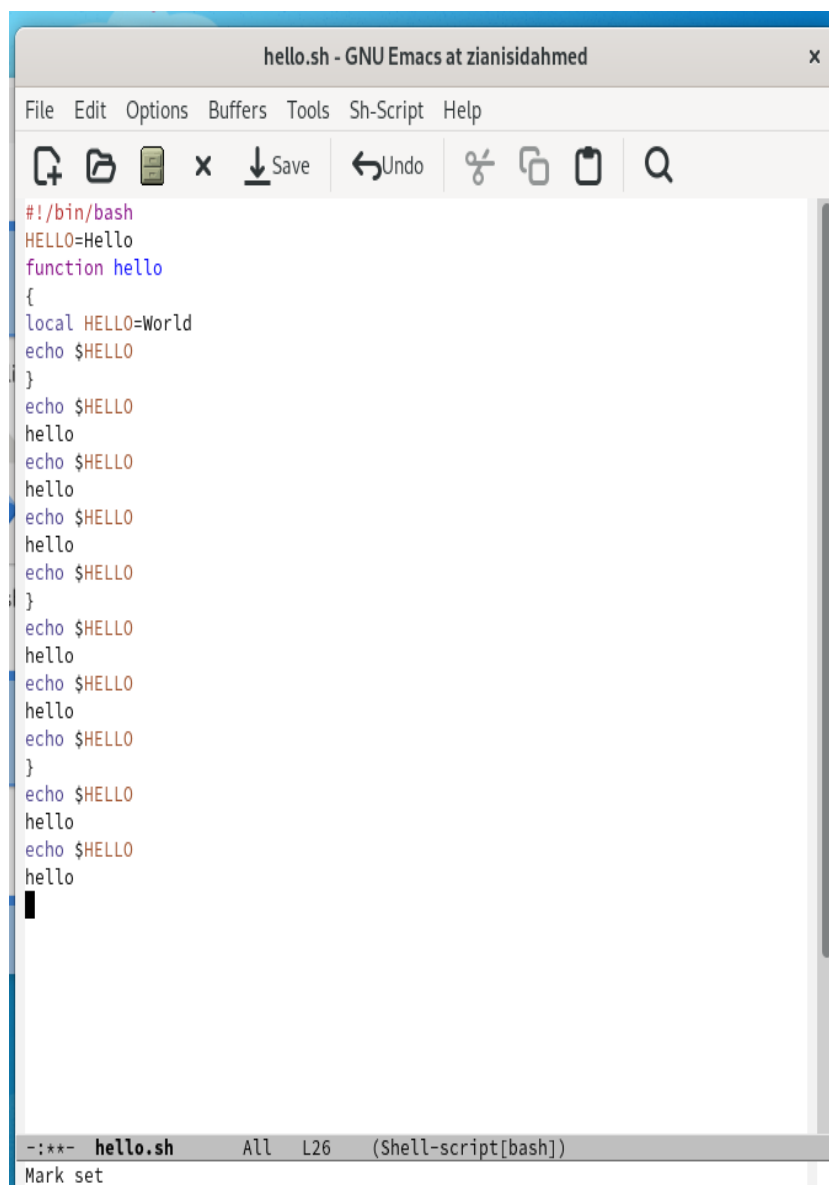 hello.sh - GNU Emacs at zianisidahmed
File Edit Options Buffers Tools Sh-Script Help
Save Undo
#!/bin/bash
HELLO=Hello
function hello
{
local HELLO=World
echo $HELLO
}
echo $HELLO
hello
echo $HELLO
hello
echo $HELLO
hello
echo $HELLO
}
echo $HELLO
hello
echo $HELLO
hello
echo $HELLO
}
echo $HELLO
hello
echo $HELLO
hello
-:**- hello.sh All L26 (Shell-script[bash])
Mark set